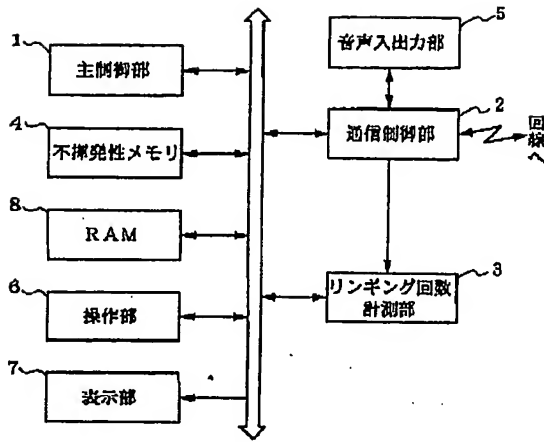 1
主制御部
4
不揮発性メモリ
8
RAM
6
操作部
7
表示部
5
音声入出力部
2
通信制御部
回線へ
3
リンギング回数
計測部